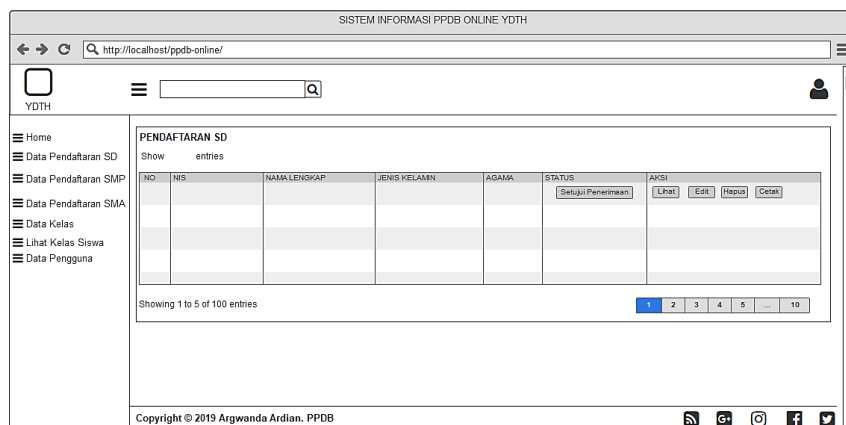 SISTEM INFORMASI PPDB ONLINE YDTH
http://localhost/ppdb-online/
YDTH
Home
Data Pendaftaran SD
Data Pendaftaran SMP
Data Pendaftaran SMA
Data Kelas
Lihat Kelas Siswa
Data Pengguna
PENDAFTARAN SD
Show entries
NO NIS NAMA LENGKAP JENIS KELAMIN AGAMA STATUS AKSI
Setujui Penerimaan Lihat Edit Hapus Cetak
Showing 1 to 5 of 100 entries
1 2 3 4 5 ... 10
Copyright © 2019 Argwanda Ardian. PPDB